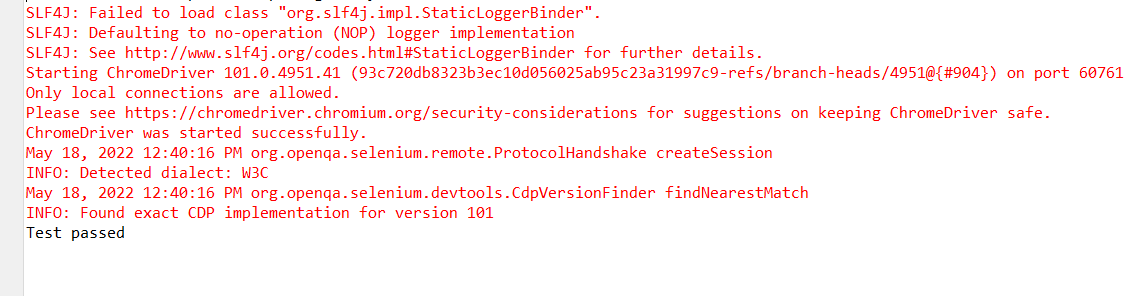 SLF4J: Failed to load class "org.slf4j.impl.StaticLoggerBinder".
SLF4J: Defaulting to no-operation (NOP) logger implementation
SLF4J: See http://www.slf4j.org/codes.html#StaticLoggerBinder for further details.
Starting ChromeDriver 101.0.4951.41 (93c720db8323b3ec10d056025ab95c23a31997c9-refs/branch-heads/4951@{#904}) on port 60761
Only local connections are allowed.
Please see https://chromedriver.chromium.org/security-considerations for suggestions on keeping ChromeDriver safe.
ChromeDriver was started successfully.
May 18, 2022 12:40:16 PM org.openqa.selenium.remote.ProtocolHandshake createSession
INFO: Detected dialect: W3C
May 18, 2022 12:40:16 PM org.openqa.selenium.devtools.CdpVersionFinder findNearestMatch
INFO: Found exact CDP implementation for version 101
Test passed